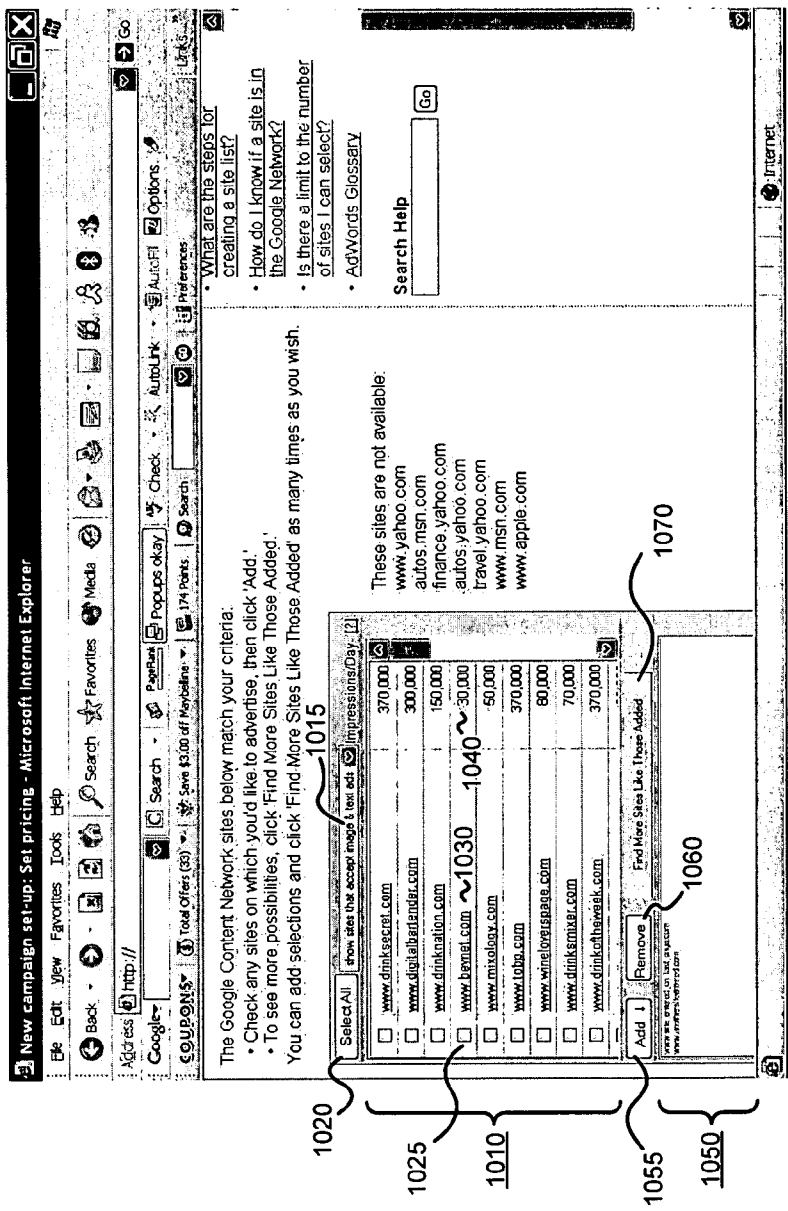 New campaign set-up: Set pricing - Microsoft Internet Explorer
File Edit View Favorites Tools Help
Back Search Favorites Media
Address http:// Go Links »
Google Search PageRank Popups okay ABC Check AutoLink AutoFill Options
COUPONS Total Offers (33) Save $3.00 off Maybelline 174 Points Search Preferences
The Google Content Network sites below match your criteria:
• Check any sites on which you'd like to advertise, then click 'Add.'
• To see more possibilities, click 'Find More Sites Like Those Added.'
You can add selections and click 'Find More Sites Like Those Added' as many times as you wish.
• What are the steps for
creating a site list?
• How do I know if a site is in
the Google Network?
• Is there a limit to the number
of sites I can select?
• AdWords Glossary
Search Help
Go
1015
1020
Select All show sites that accept image & text ads Impressions/Day: [?]
www.drinksecret.com 370,000
www.digitalbartender.com 300,000
www.drinknation.com 150,000
www.bevnet.com 30,000
www.mixology.com 50,000
www.tobg.com 370,000
www.wineloverspage.com 80,000
www.drinksmixer.com 70,000
www.drinkoftheweek.com 370,000
1025
1030
1040
1010
These sites are not available:
www.yahoo.com
autos.msn.com
finance.yahoo.com
autos.yahoo.com
travel.yahoo.com
www.msn.com
www.apple.com
Add ↓ Remove Find More Sites Like Those Added
1055
1060
1070
1050
Internet